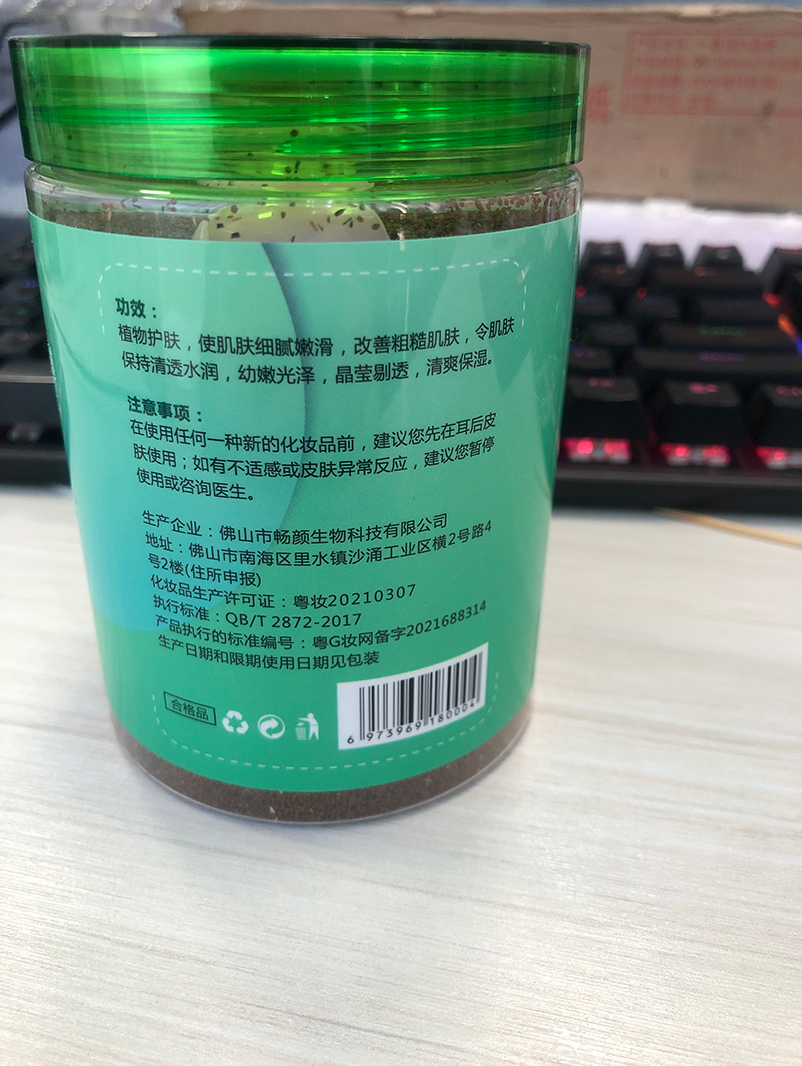 功效：
植物护肤，使肌肤细腻嫩滑，改善粗糙肌肤，令肌肤
保持清透水润，幼嫩光泽，晶莹剔透，清爽保湿。
注意事项：
在使用任何一种新的化妆品前，建议您先在耳后皮
肤使用；如有不适感或皮肤异常反应，建议您暂停
使用或咨询医生。
生产企业：佛山市畅颜生物科技有限公司
地址：佛山市南海区里水镇沙涌工业区横2号路4
号2楼(住所申报)
化妆品生产许可证：粤妆20210307
执行标准：QB/T 2872-2017
产品执行的标准编号：粤G妆网备字2021688314
生产日期和限期使用日期见包装
合格品
6 973969 180004